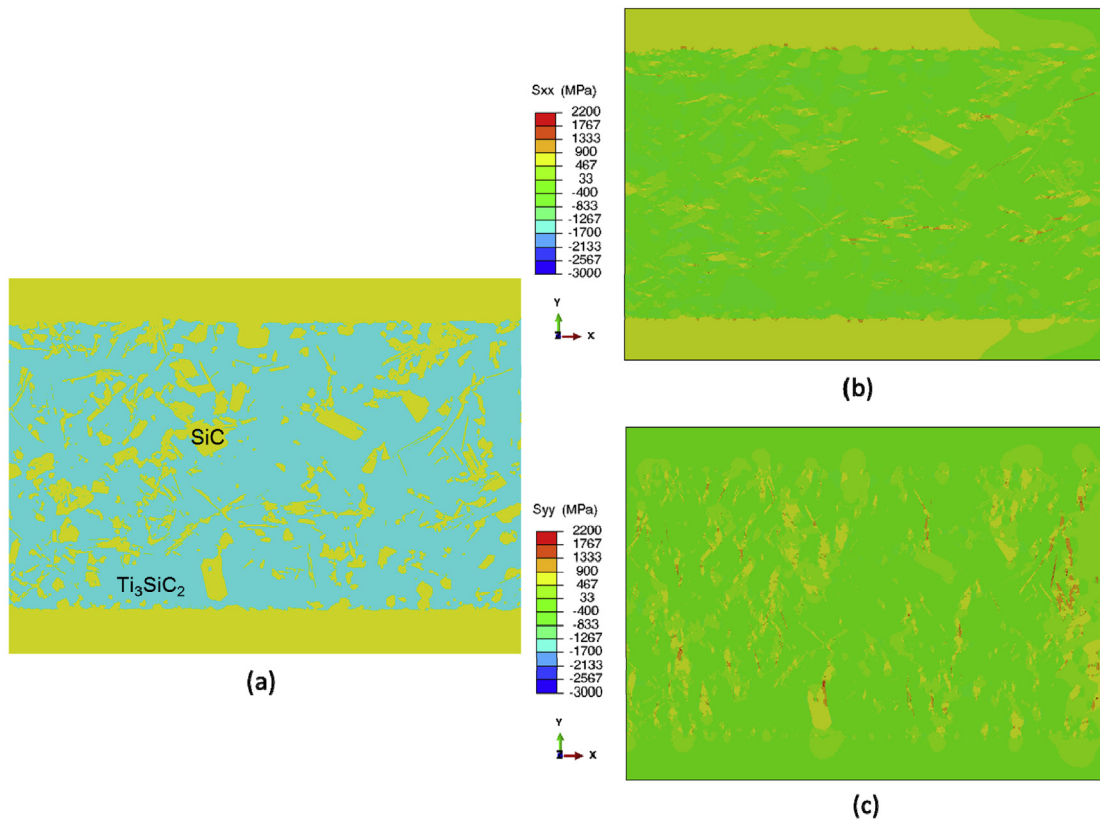 Sxx (MPa)
2200
1767
1333
900
467
33
-400
-833
-1267
-1700
-2133
-2567
-3000
Y
Z
X
(b)
SiC
Ti₃SiC₂
(a)
Syy (MPa)
2200
1767
1333
900
467
33
-400
-833
-1267
-1700
-2133
-2567
-3000
Y
Z
X
(c)